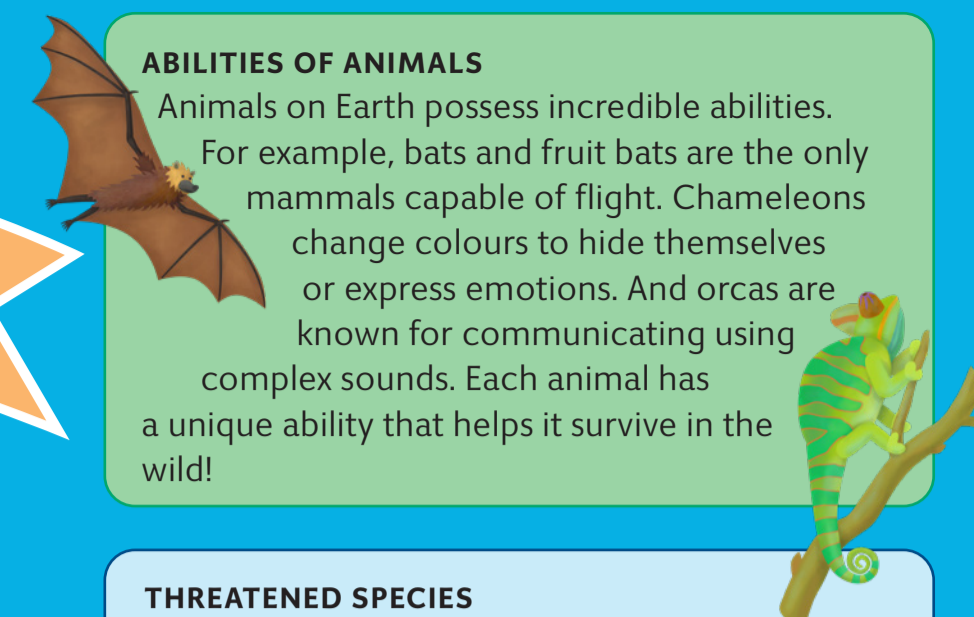 ABILITIES OF ANIMALS
Animals on Earth possess incredible abilities.
For example, bats and fruit bats are the only
mammals capable of flight. Chameleons
change colours to hide themselves
or express emotions. And orcas are
known for communicating using
complex sounds. Each animal has
a unique ability that helps it survive in the
wild!
THREATENED SPECIES